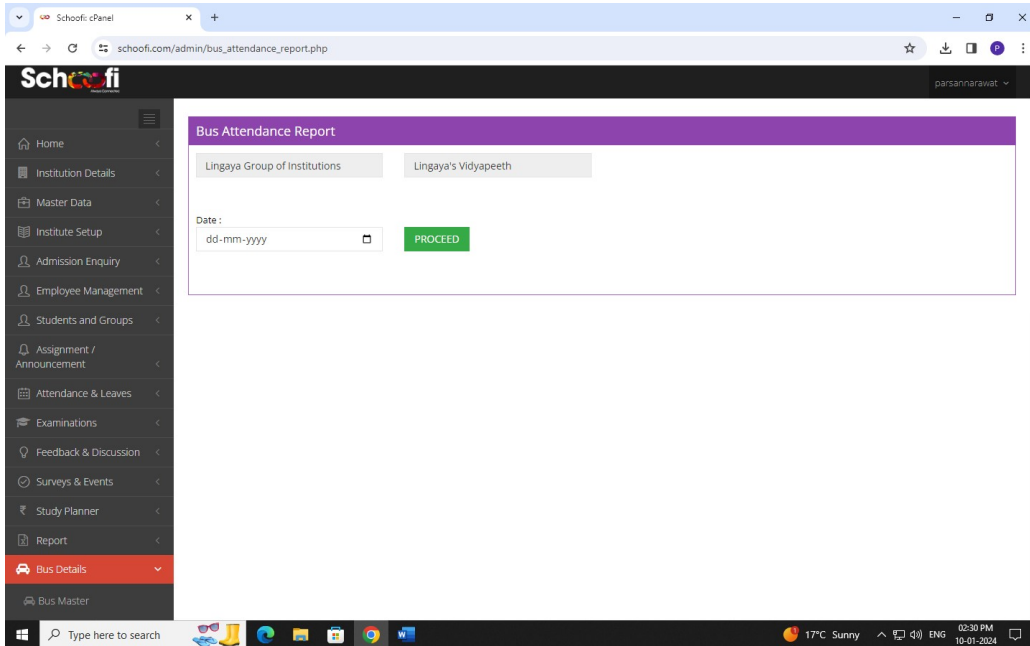 Schoofi: cPanel
schoofi.com/admin/bus_attendance_report.php
P
Schoofi
parsannarawat
Home
Institution Details
Master Data
Institute Setup
Admission Enquiry
Employee Management
Students and Groups
Assignment /
Announcement
Attendance & Leaves
Examinations
Feedback & Discussion
Surveys & Events
Study Planner
Report
Bus Details
Bus Master
Bus Attendance Report
Lingaya Group of Institutions
Lingaya's Vidyapeeth
Date :
dd-mm-yyyy
PROCEED
Type here to search
17°C Sunny
ENG
02:30 PM
10-01-2024